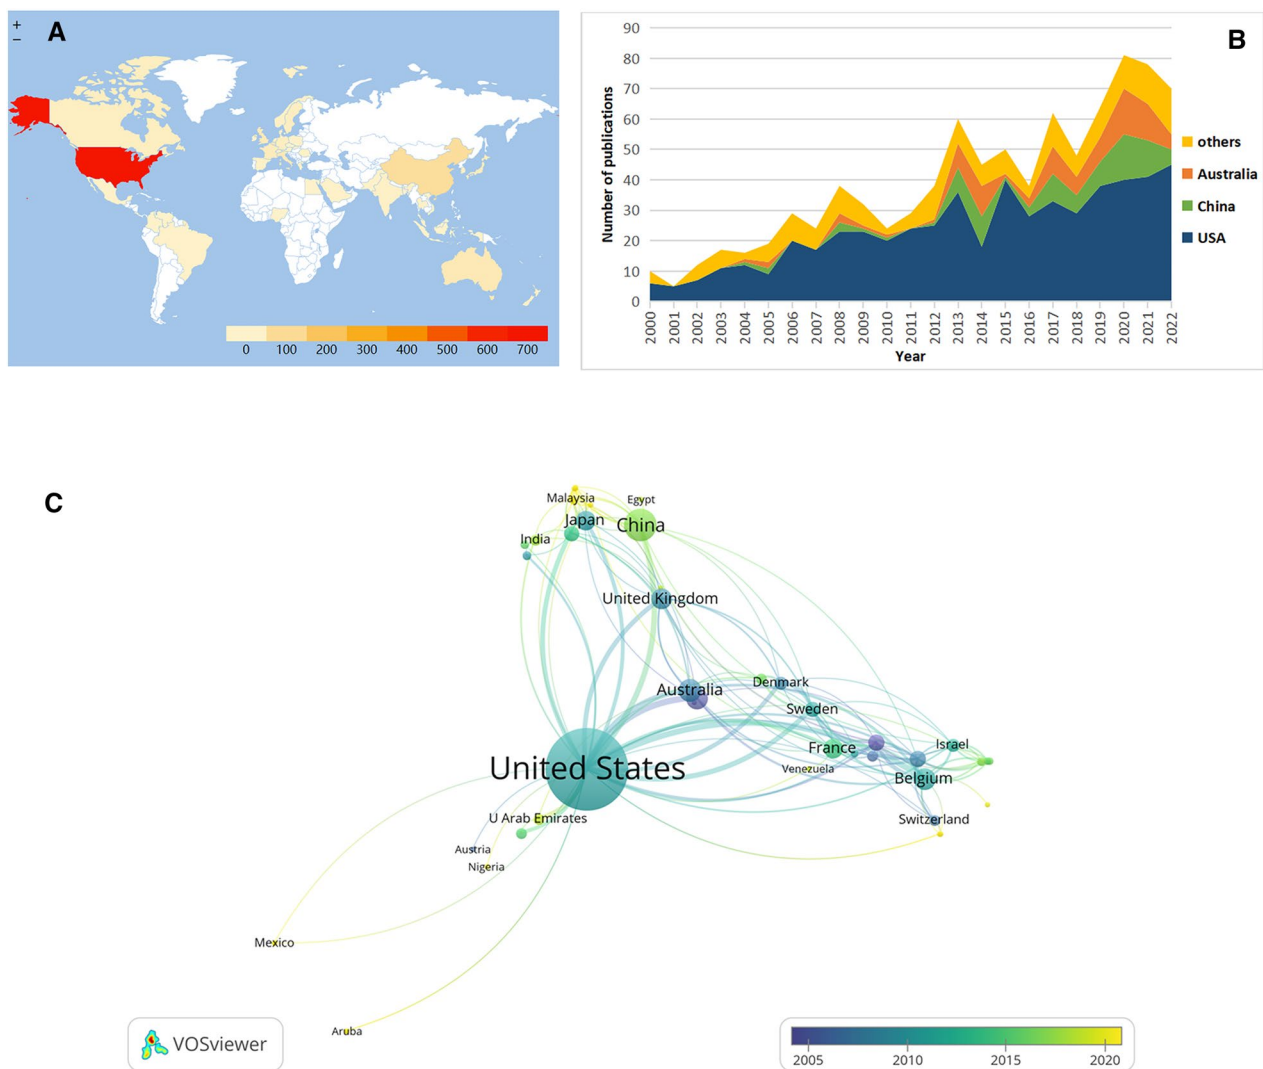 +
−
A
0 100 200 300 400 500 600 700
B
Number of publications
90
80
70
60
50
40
30
20
10
0
2000 2001 2002 2003 2004 2005 2006 2007 2008 2009 2010 2011 2012 2013 2014 2015 2016 2017 2018 2019 2020 2021 2022
Year
others
Australia
China
USA
C
Malaysia
Egypt
Japan
China
India
United Kingdom
Australia
Denmark
Sweden
France
Israel
United States
Venezuela
Belgium
U Arab Emirates
Switzerland
Austria
Nigeria
Mexico
Aruba
VOSviewer
2005 2010 2015 2020